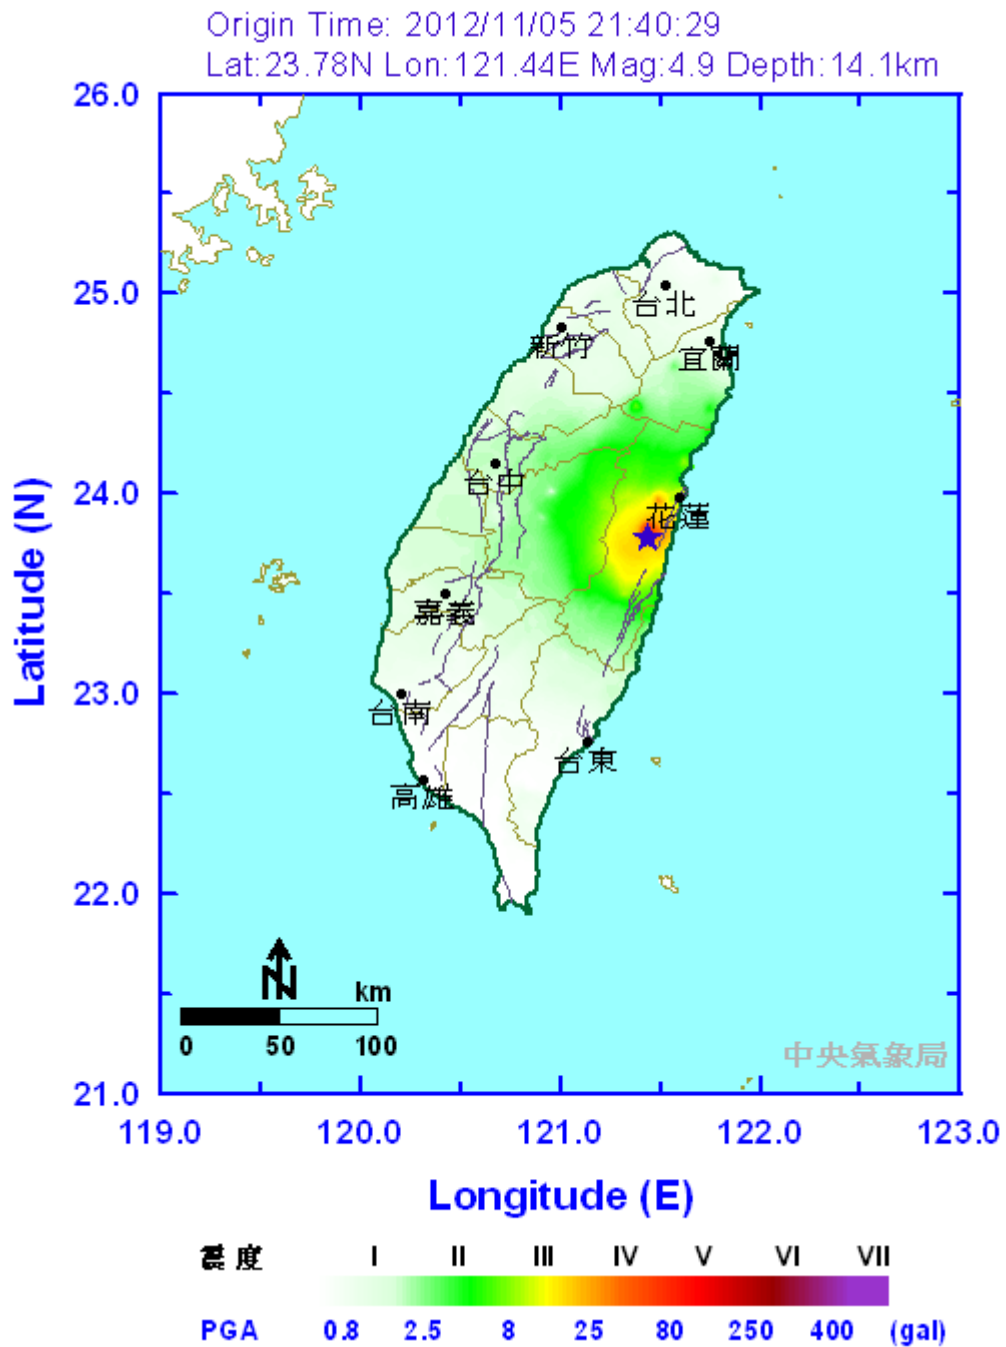 Origin Time: 2012/11/05 21:40:29
Lat:23.78N Lon:121.44E Mag:4.9 Depth:14.1km
26.0
25.0
台北
新竹
宜蘭
台中
24.0
花蓮
Latitude (N)
嘉義
23.0
台南
台東
高雄
22.0
N
km
0 50 100
中央氣象局
21.0
119.0 120.0 121.0 122.0 123.0
Longitude (E)
震度 I II III IV V VI VII
PGA 0.8 2.5 8 25 80 250 400 (gal)